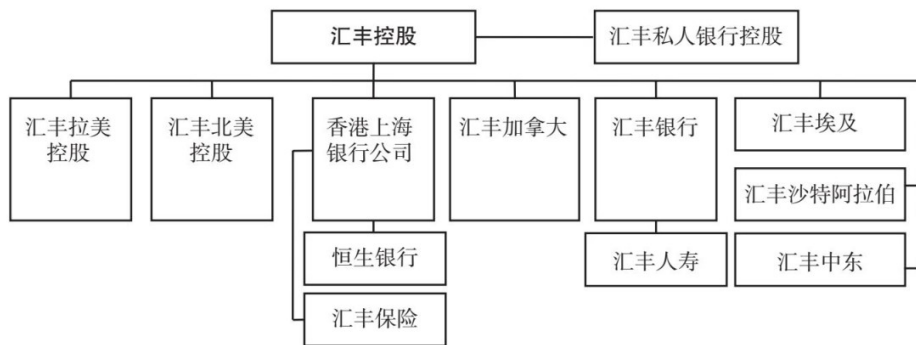 汇丰控股
汇丰私人银行控股
汇丰拉美
控股
汇丰北美
控股
香港上海
银行公司
汇丰加拿大
汇丰银行
汇丰埃及
汇丰沙特阿拉伯
恒生银行
汇丰人寿
汇丰中东
汇丰保险